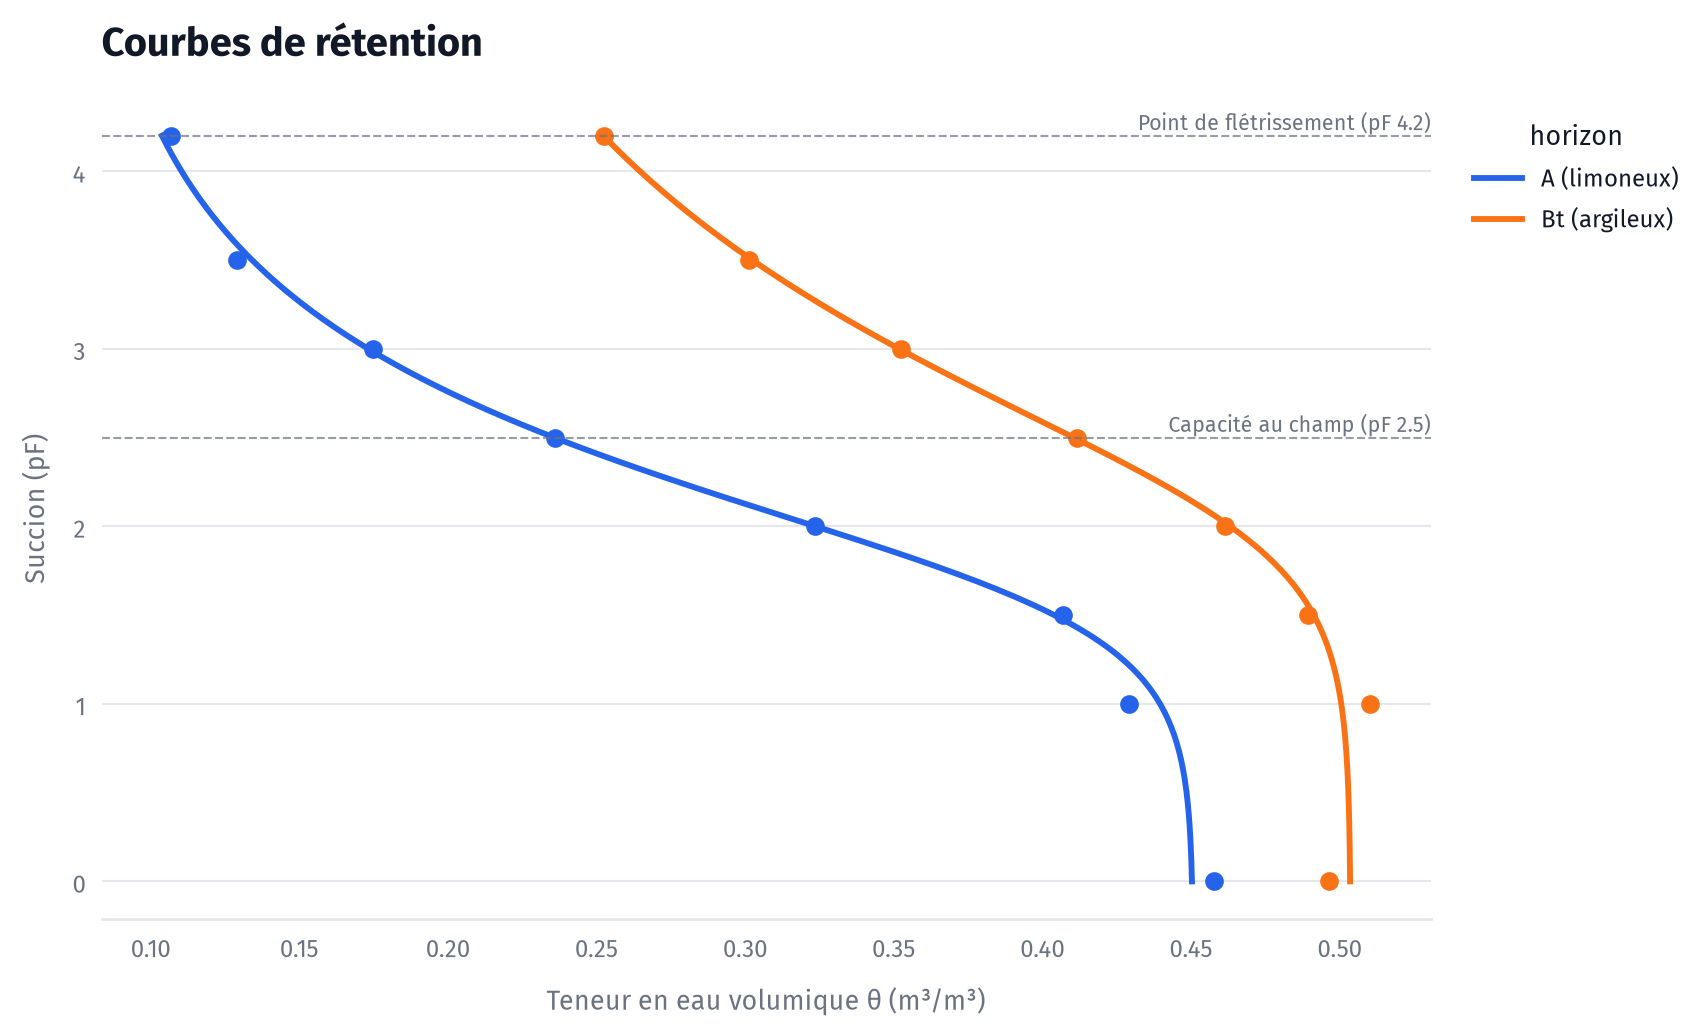 Courbes de rétention
Point de flétrissement (pF 4.2)
Capacité au champ (pF 2.5)
horizon
A (limoneux)
Bt (argileux)
Succion (pF)
4
3
2
1
0
0.10 0.15 0.20 0.25 0.30 0.35 0.40 0.45 0.50
Teneur en eau volumique θ (m³/m³)